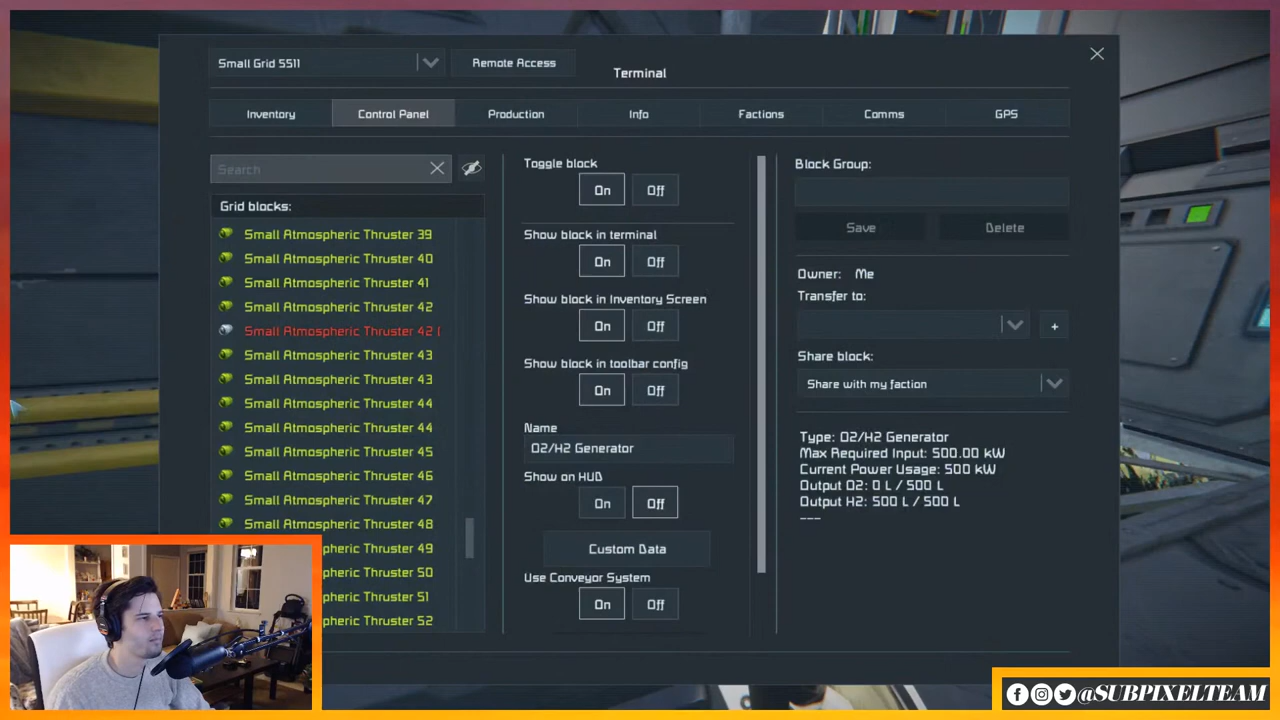 Small Grid 5511
Remote Access
Terminal
Inventory
Control Panel
Production
Info
Factions
Comms
GPS
Search
Grid blocks:
Small Atmospheric Thruster 39
Small Atmospheric Thruster 40
Small Atmospheric Thruster 41
Small Atmospheric Thruster 42
Small Atmospheric Thruster 42 (
Small Atmospheric Thruster 43
Small Atmospheric Thruster 43
Small Atmospheric Thruster 44
Small Atmospheric Thruster 44
Small Atmospheric Thruster 45
Small Atmospheric Thruster 46
Small Atmospheric Thruster 47
Small Atmospheric Thruster 48
mospheric Thruster 49
mospheric Thruster 50
mospheric Thruster 51
mospheric Thruster 52
Toggle block
On Off
Show block in terminal
On Off
Show block in Inventory Screen
On Off
Show block in toolbar config
On Off
Name
O2/H2 Generator
Show on HUD
On Off
Custom Data
Use Conveyor System
On Off
Block Group:
Save
Delete
Owner: Me
Transfer to:
+
Share block:
Share with my faction
Type: O2/H2 Generator
Max Required Input: 500.00 kW
Current Power Usage: 500 kW
Output O2: 0 L / 500 L
Output H2: 500 L / 500 L
---
@SUBPIXELTEAM